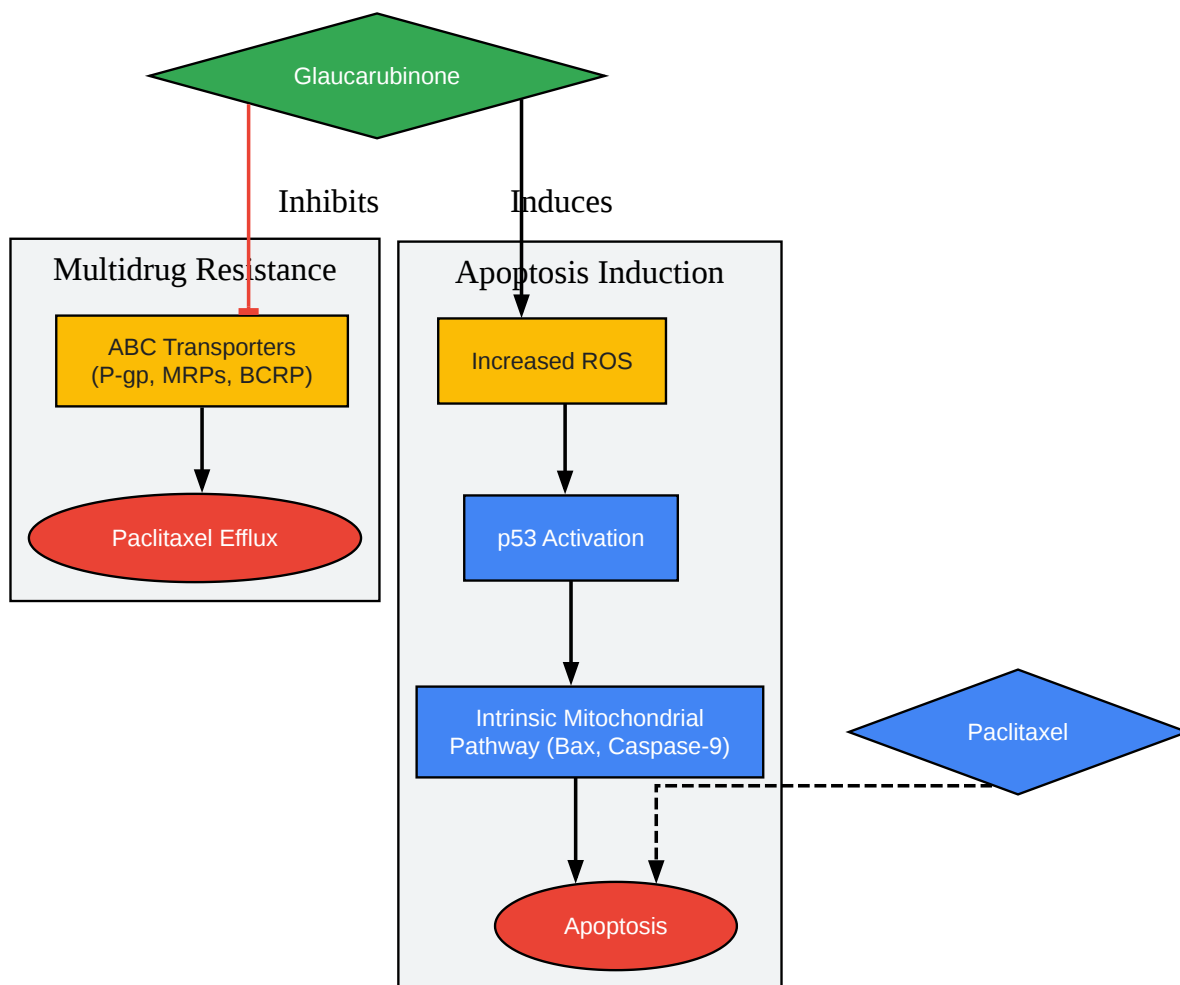 Glaucarubinone
Inhibits
Induces
Multidrug Resistance
Apoptosis Induction
ABC Transporters
(P-gp, MRPs, BCRP)
Increased ROS
Paclitaxel Efflux
p53 Activation
Intrinsic Mitochondrial
Pathway (Bax, Caspase-9)
Paclitaxel
Apoptosis